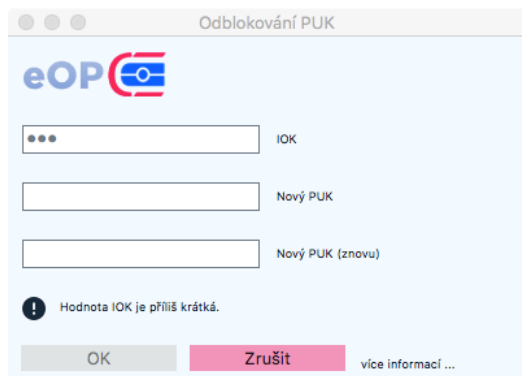 Odblokování PUK
eOP
●●●
IOK
Nový PUK
Nový PUK (znovu)
Hodnota IOK je příliš krátká.
OK
Zrušit
více informací ...